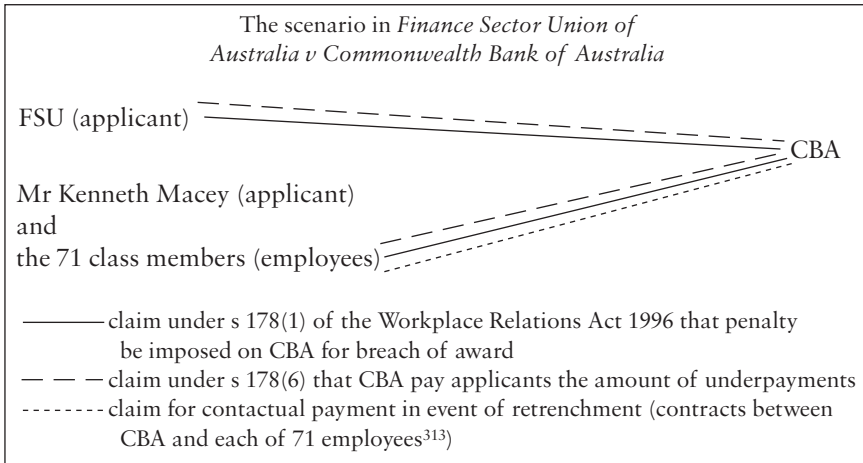 The scenario in Finance Sector Union of
Australia v Commonwealth Bank of Australia
FSU (applicant)
CBA
Mr Kenneth Macey (applicant)
and
the 71 class members (employees)
claim under s 178(1) of the Workplace Relations Act 1996 that penalty
be imposed on CBA for breach of award
claim under s 178(6) that CBA pay applicants the amount of underpayments
claim for contactual payment in event of retrenchment (contracts between
CBA and each of 71 employees³¹³)